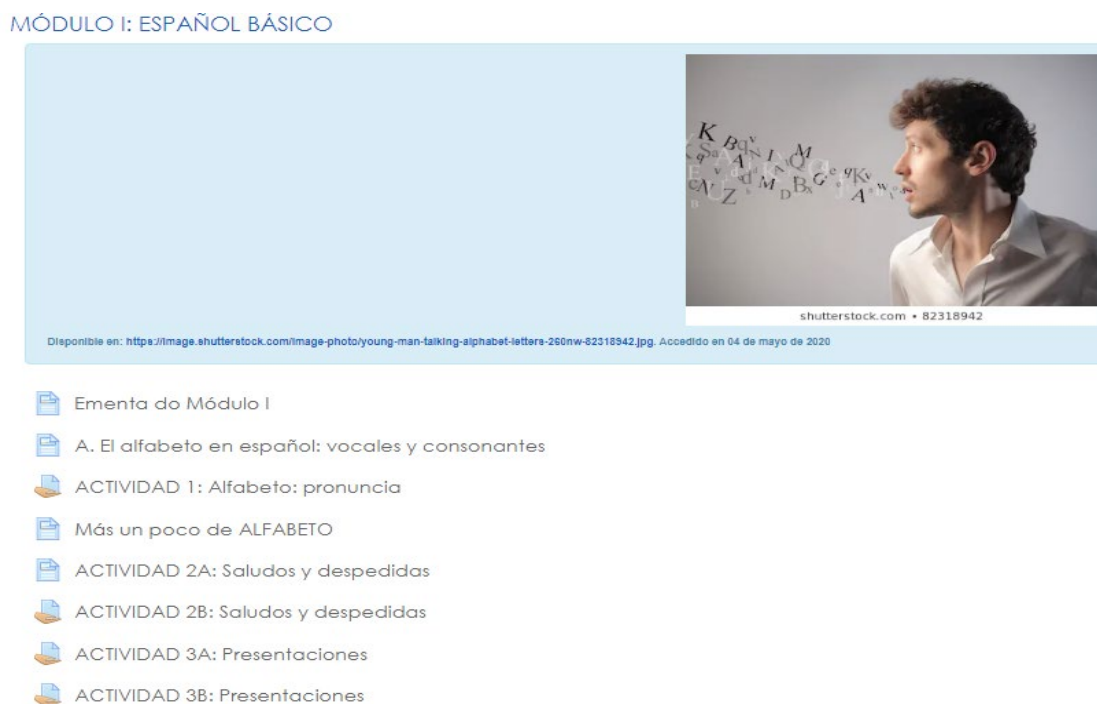 MÓDULO I: ESPAÑOL BÁSICO
shutterstock.com • 82318942
Disponible en: https://image.shutterstock.com/image-photo/young-man-talking-alphabet-letters-260nw-82318942.jpg. Accedido en 04 de mayo de 2020
Ementa do Módulo I
A. El alfabeto en español: vocales y consonantes
ACTIVIDAD 1: Alfabeto: pronuncia
Más un poco de ALFABETO
ACTIVIDAD 2A: Saludos y despedidas
ACTIVIDAD 2B: Saludos y despedidas
ACTIVIDAD 3A: Presentaciones
ACTIVIDAD 3B: Presentaciones